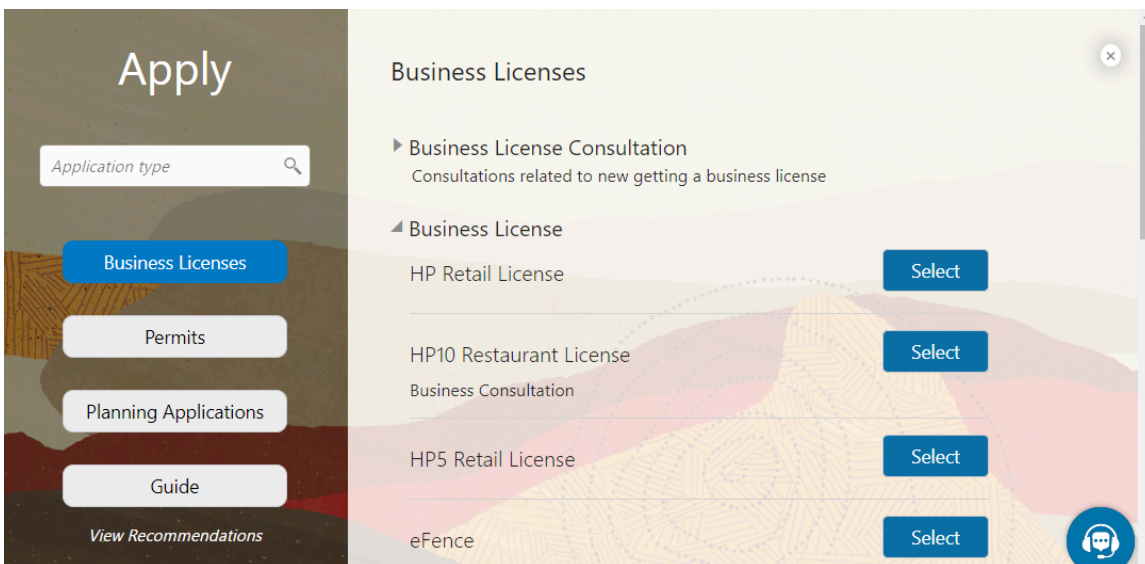 Apply
Application type
Business Licenses
Permits
Planning Applications
Guide
View Recommendations
Business Licenses
Business License Consultation
Consultations related to new getting a business license
Business License
HP Retail License
Select
HP10 Restaurant License
Select
Business Consultation
HP5 Retail License
Select
eFence
Select